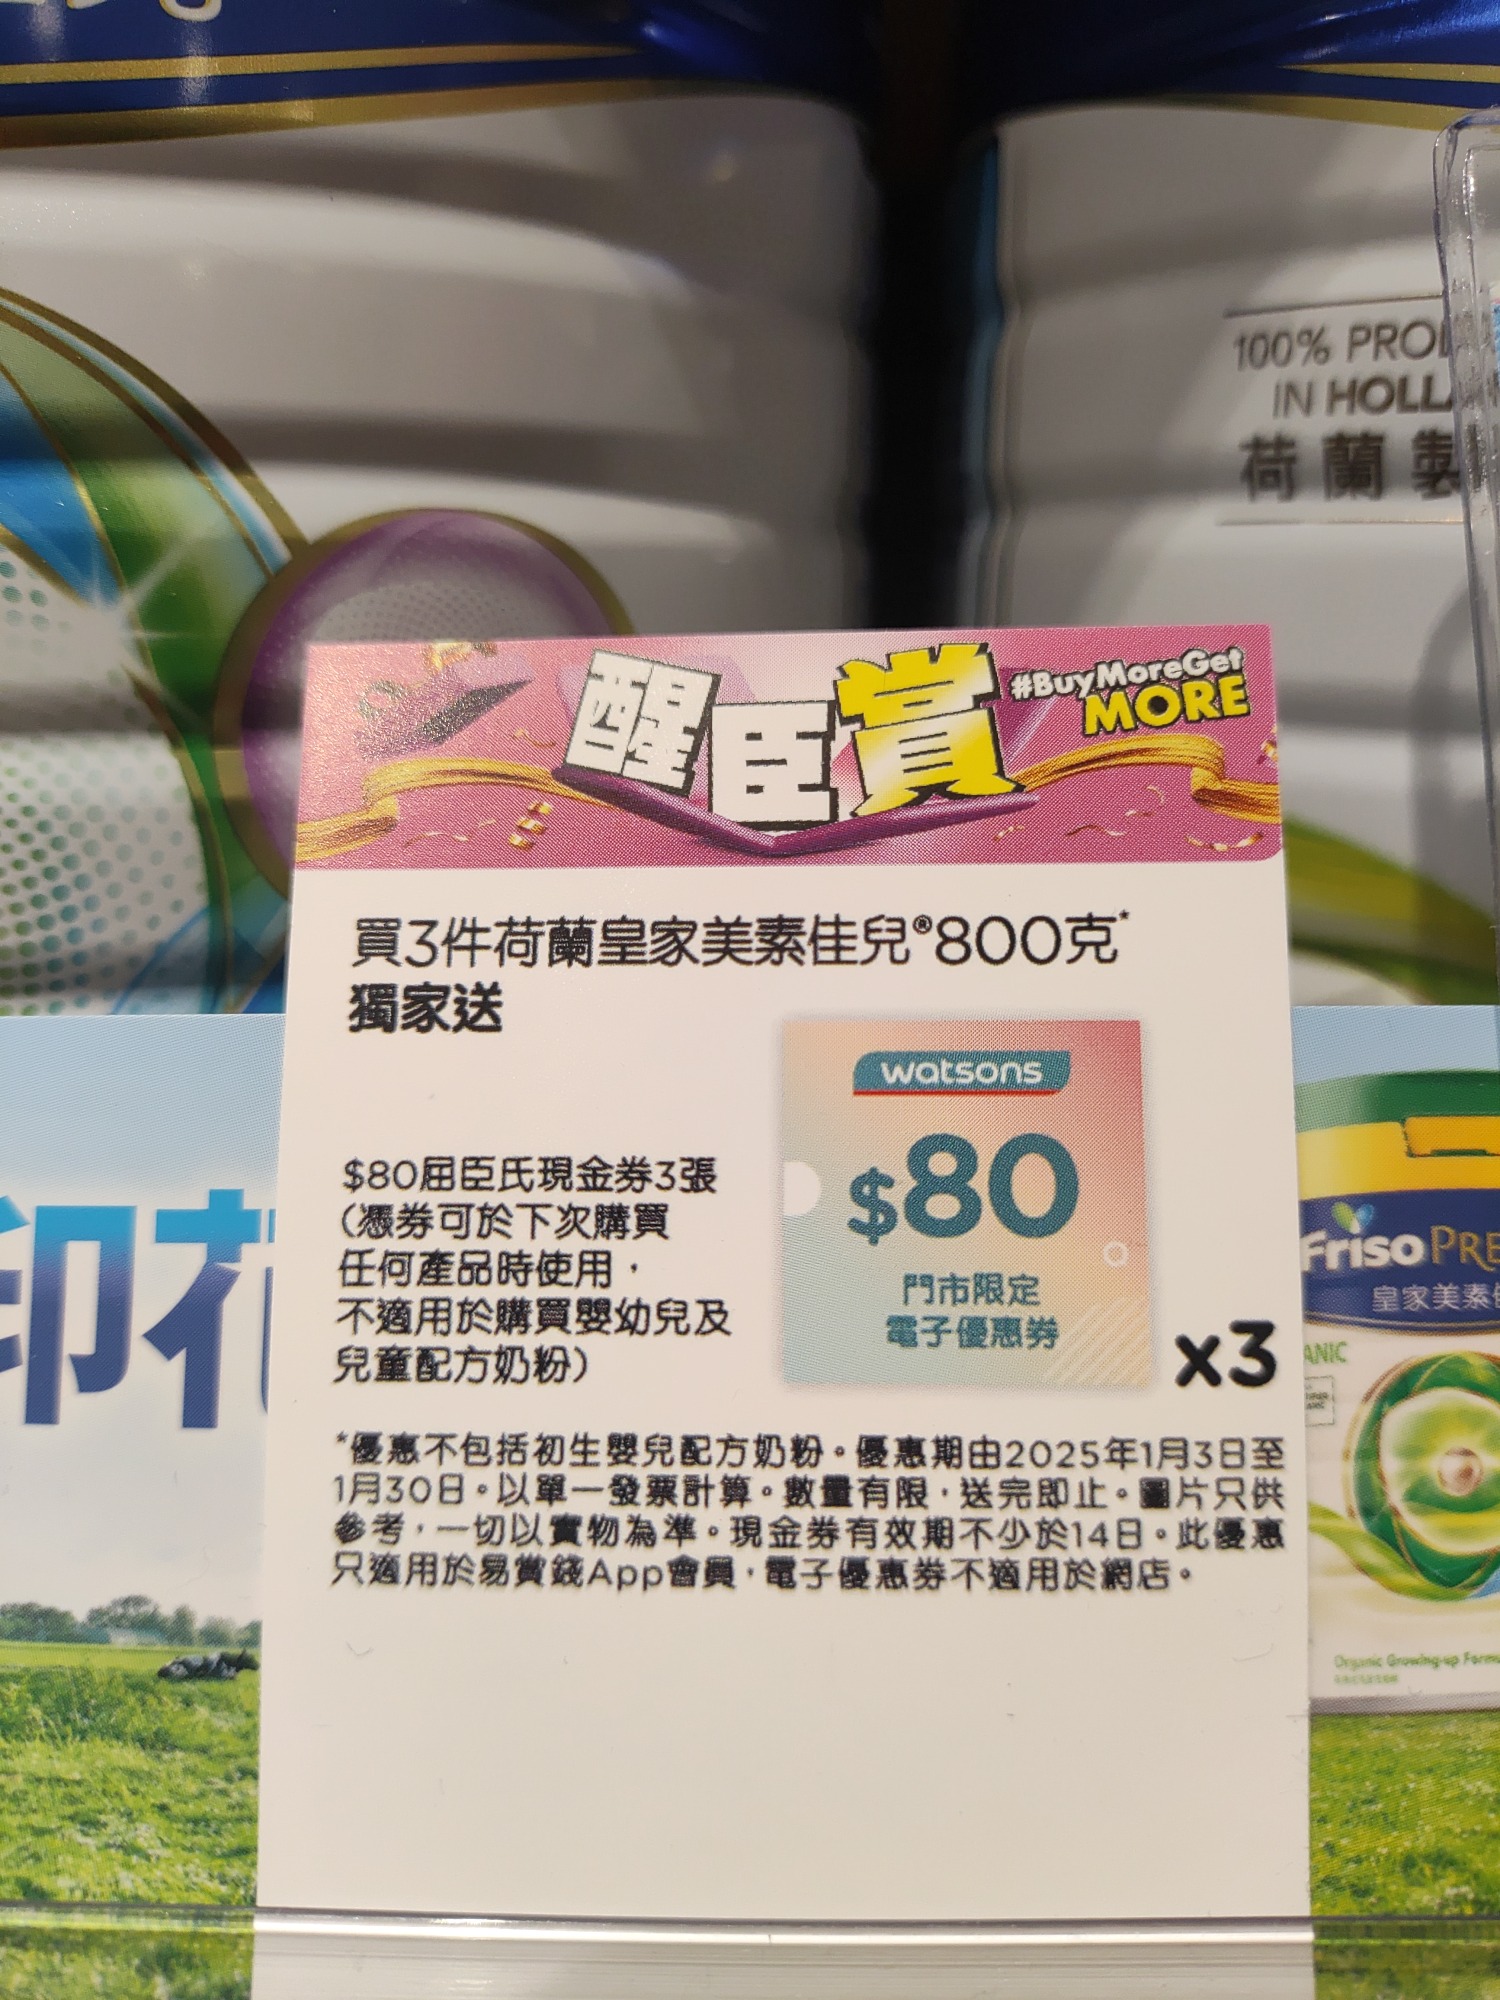 100% PRO
IN HOLL
荷蘭製
醒臣賞
#BuyMoreGet
MORE
買3件荷蘭皇家美素佳兒®800克*
獨家送
$80屈臣氏現金券3張
(憑券可於下次購買
任何產品時使用，
不適用於購買嬰幼兒及
兒童配方奶粉)
watsons
$80
門市限定
電子優惠券
x3
*優惠不包括初生嬰兒配方奶粉。優惠期由2025年1月3日至
1月30日。以單一發票計算。數量有限，送完即止。圖片只供
參考，一切以實物為準。現金券有效期不少於14日。此優惠
只適用於易賞錢App會員，電子優惠券不適用於網店。
印花
Friso PRE
皇家美素
ANIC
Organic Growing-up Form